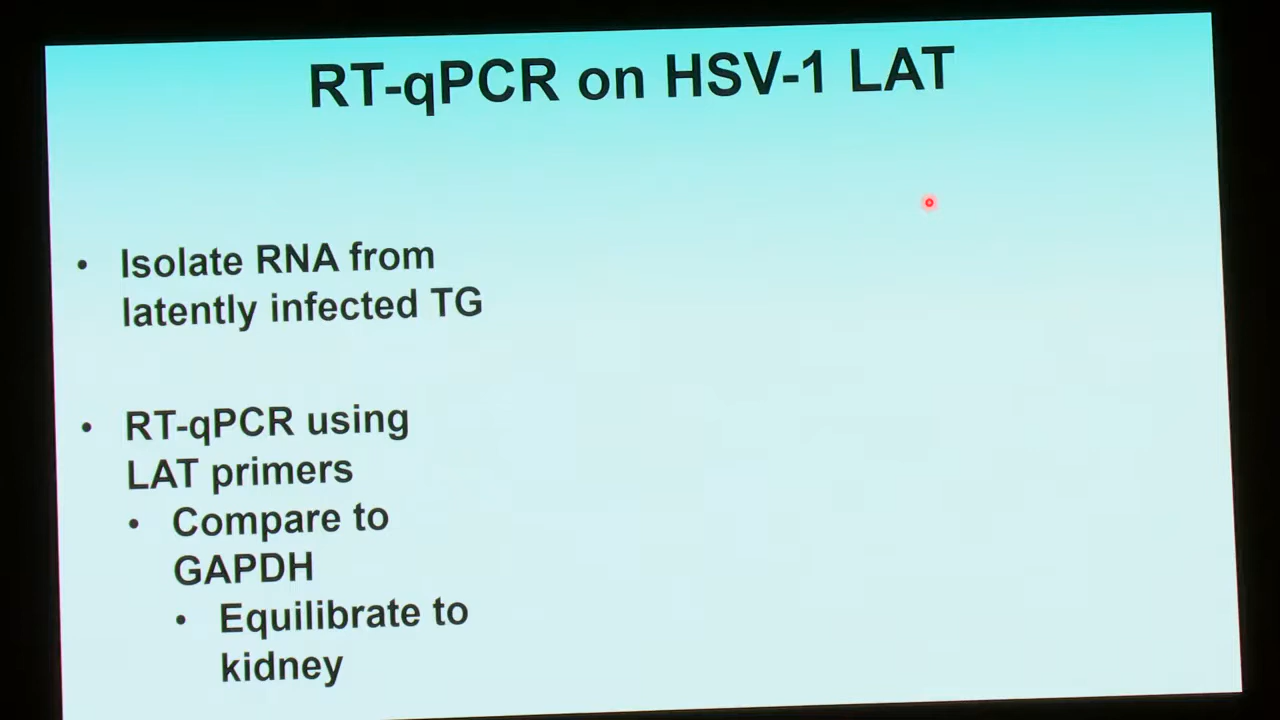 RT-qPCR on HSV-1 LAT
• Isolate RNA from
latently infected TG
• RT-qPCR using
LAT primers
• Compare to
GAPDH
• Equilibrate to
kidney